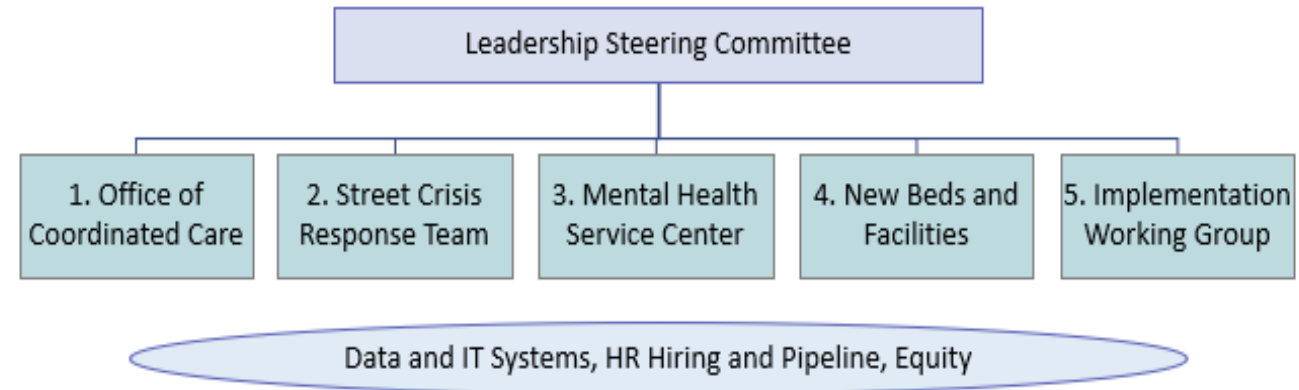 Leadership Steering Committee
1. Office of
Coordinated Care
2. Street Crisis
Response Team
3. Mental Health
Service Center
4. New Beds and
Facilities
5. Implementation
Working Group
Data and IT Systems, HR Hiring and Pipeline, Equity